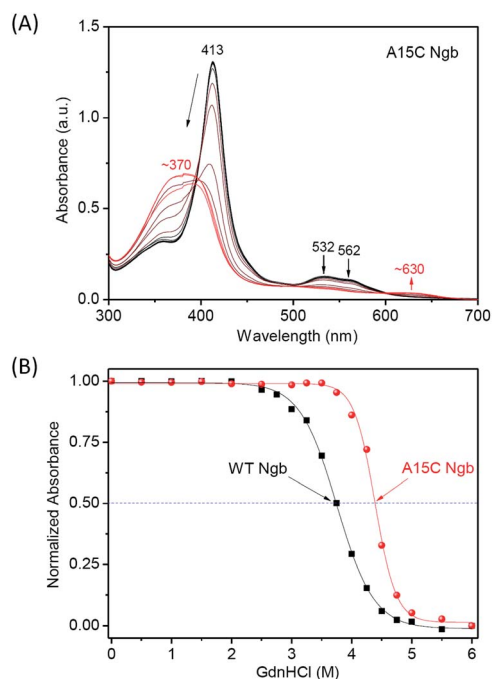 (A)
413
A15C Ngb
~370
532 562
~630
Absorbance (a.u.)
1.5
1.0
0.5
0.0
300 400 500 600 700
Wavelength (nm)
(B)
WT Ngb
A15C Ngb
Normalized Absorbance
1.00
0.75
0.50
0.25
0.00
0 1 2 3 4 5 6
GdnHCl (M)